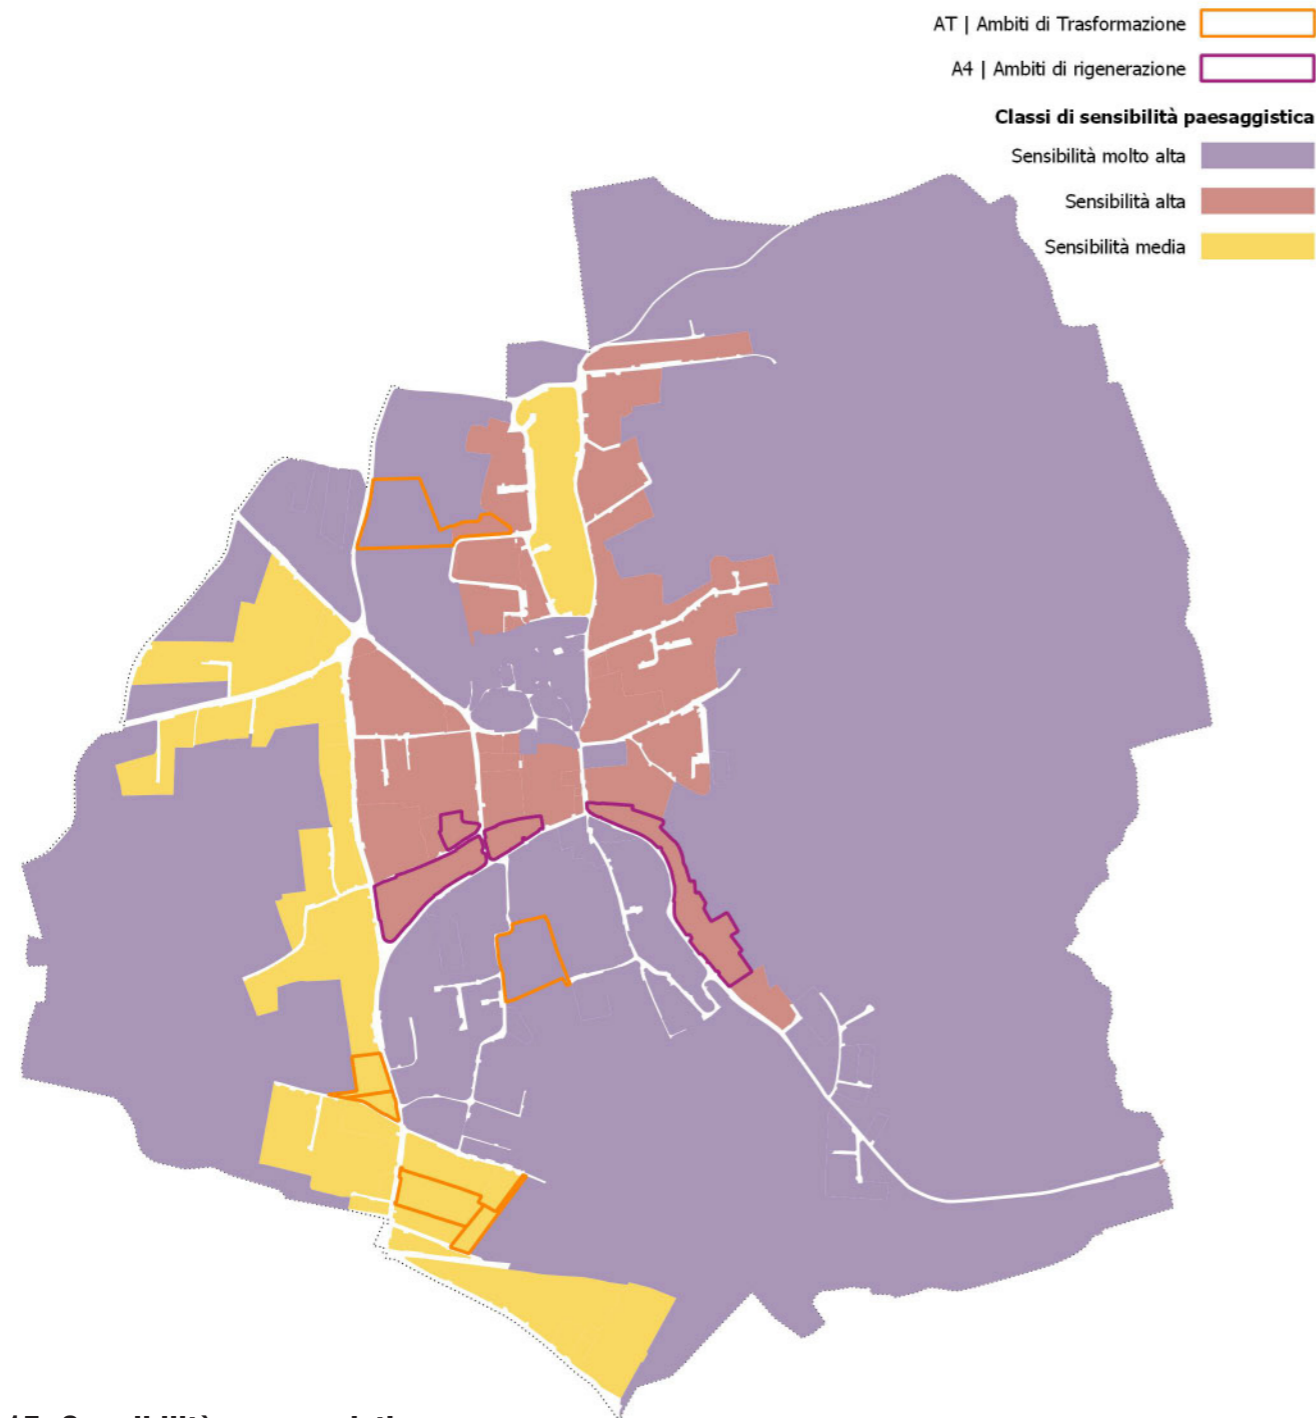 AT | Ambiti di Trasformazione
A4 | Ambiti di rigenerazione
Classi di sensibilità paesaggistica
Sensibilità molto alta
Sensibilità alta
Sensibilità media